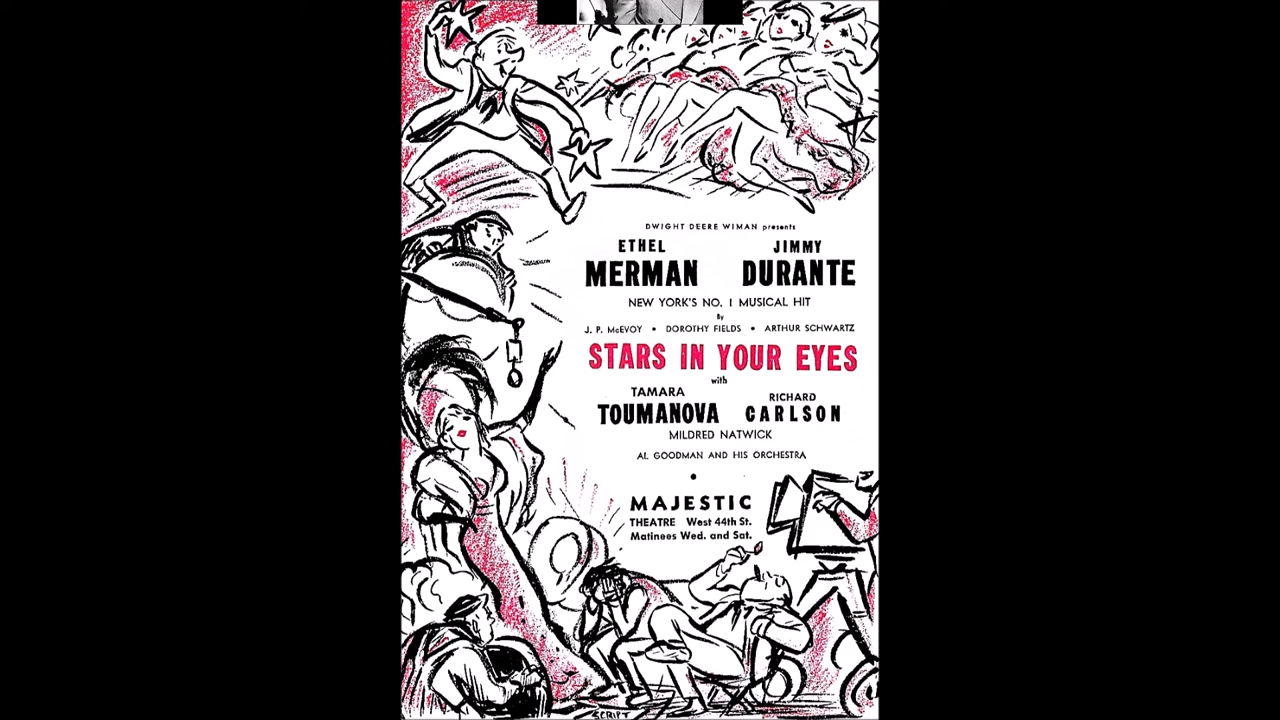 DWIGHT DEERE WIMAN presents
ETHEL JIMMY
MERMAN DURANTE
NEW YORK'S NO. 1 MUSICAL HIT
By
J. P. McEVOY • DOROTHY FIELDS • ARTHUR SCHWARTZ
STARS IN YOUR EYES
with
TAMARA RICHARD
TOUMANOVA CARLSON
MILDRED NATWICK
AL GOODMAN AND HIS ORCHESTRA
MAJESTIC
THEATRE West 44th St.
Matinees Wed. and Sat.
SCRIPT